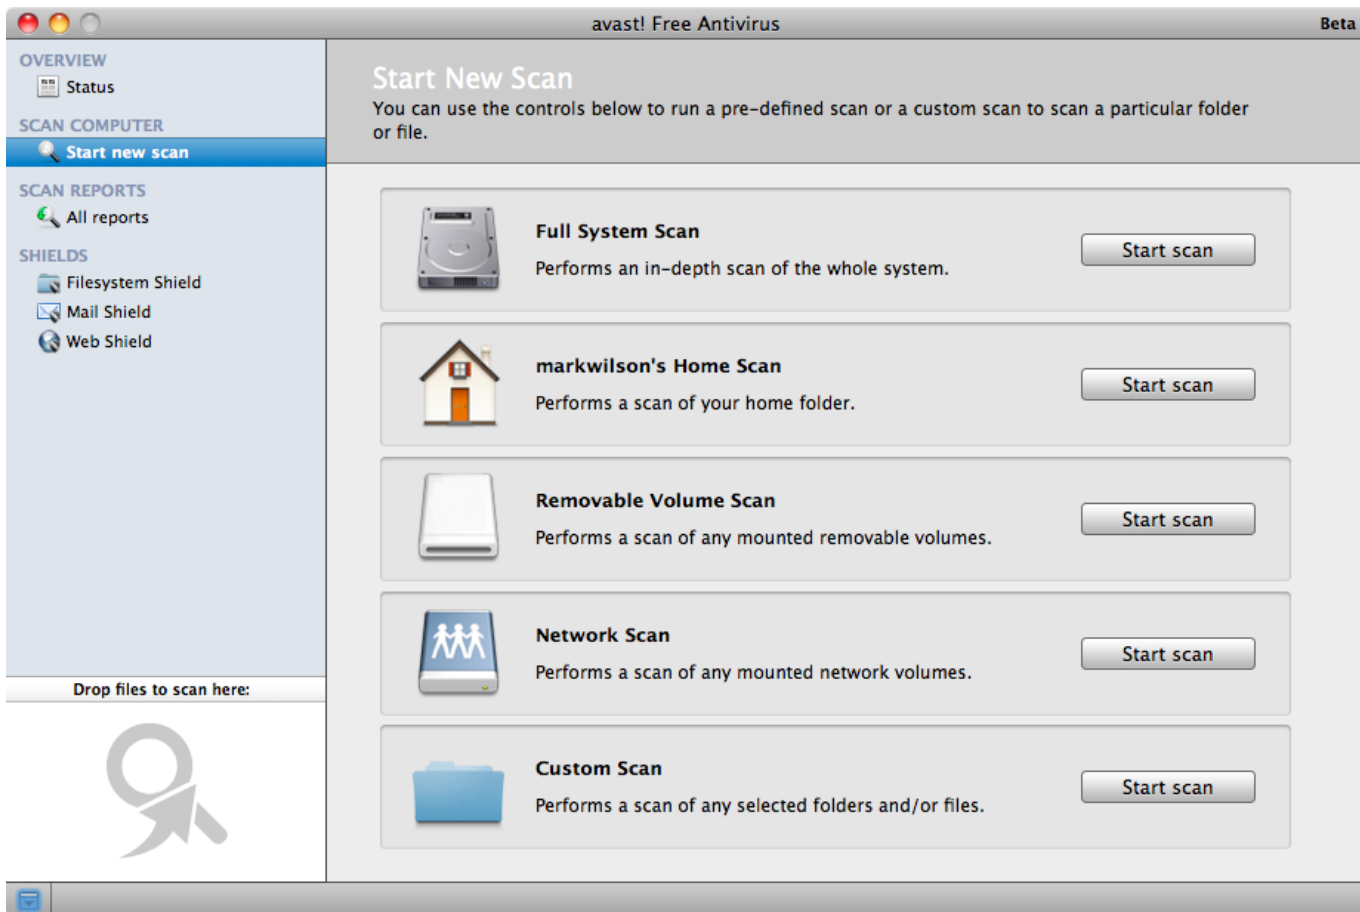 avast! Free Antivirus
Beta
OVERVIEW
Status
SCAN COMPUTER
Start new scan
SCAN REPORTS
All reports
SHIELDS
Filesystem Shield
Mail Shield
Web Shield
Drop files to scan here:
Start New Scan
You can use the controls below to run a pre-defined scan or a custom scan to scan a particular folder
or file.
Full System Scan
Performs an in-depth scan of the whole system.
Start scan
markwilson's Home Scan
Performs a scan of your home folder.
Start scan
Removable Volume Scan
Performs a scan of any mounted removable volumes.
Start scan
Network Scan
Performs a scan of any mounted network volumes.
Start scan
Custom Scan
Performs a scan of any selected folders and/or files.
Start scan